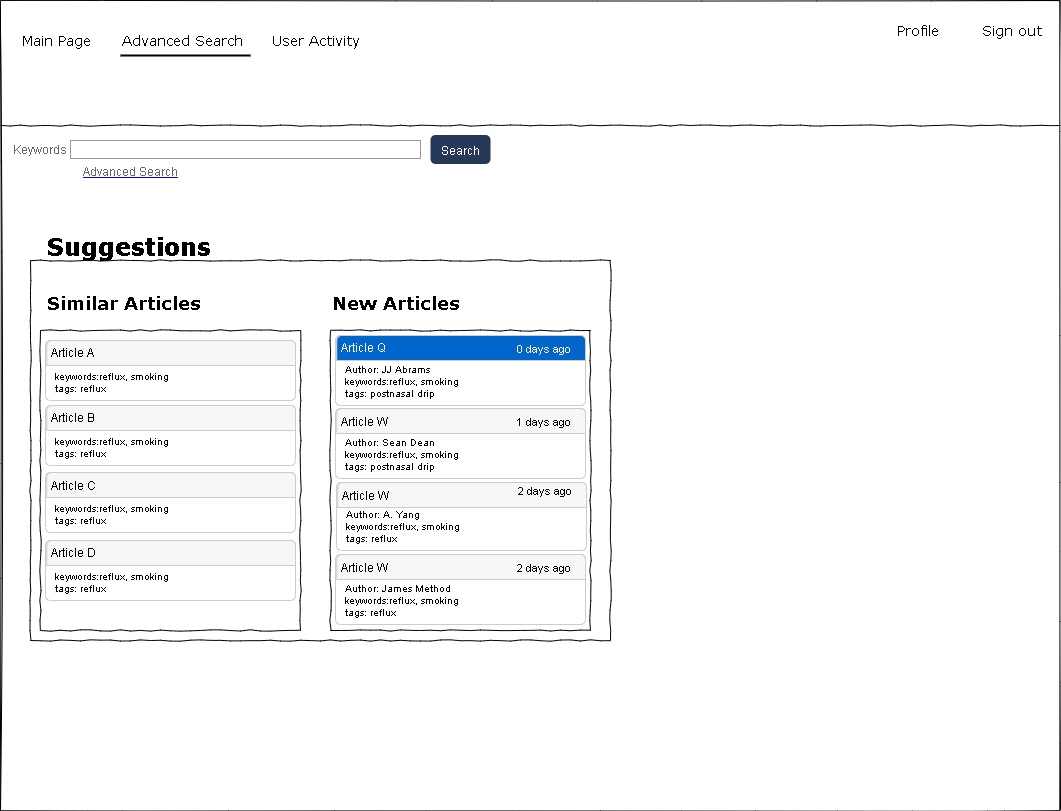 Main Page Advanced Search User Activity Profile Sign out
Keywords Search
Advanced Search
Suggestions
Similar Articles
Article A
keywords:reflux, smoking
tags: reflux
Article B
keywords:reflux, smoking
tags: reflux
Article C
keywords:reflux, smoking
tags: reflux
Article D
keywords:reflux, smoking
tags: reflux
New Articles
Article Q 0 days ago
Author: JJ Abrams
keywords:reflux, smoking
tags: postnasal drip
Article W 1 days ago
Author: Sean Dean
keywords:reflux, smoking
tags: postnasal drip
Article W 2 days ago
Author: A. Yang
keywords:reflux, smoking
tags: reflux
Article W 2 days ago
Author: James Method
keywords:reflux, smoking
tags: reflux